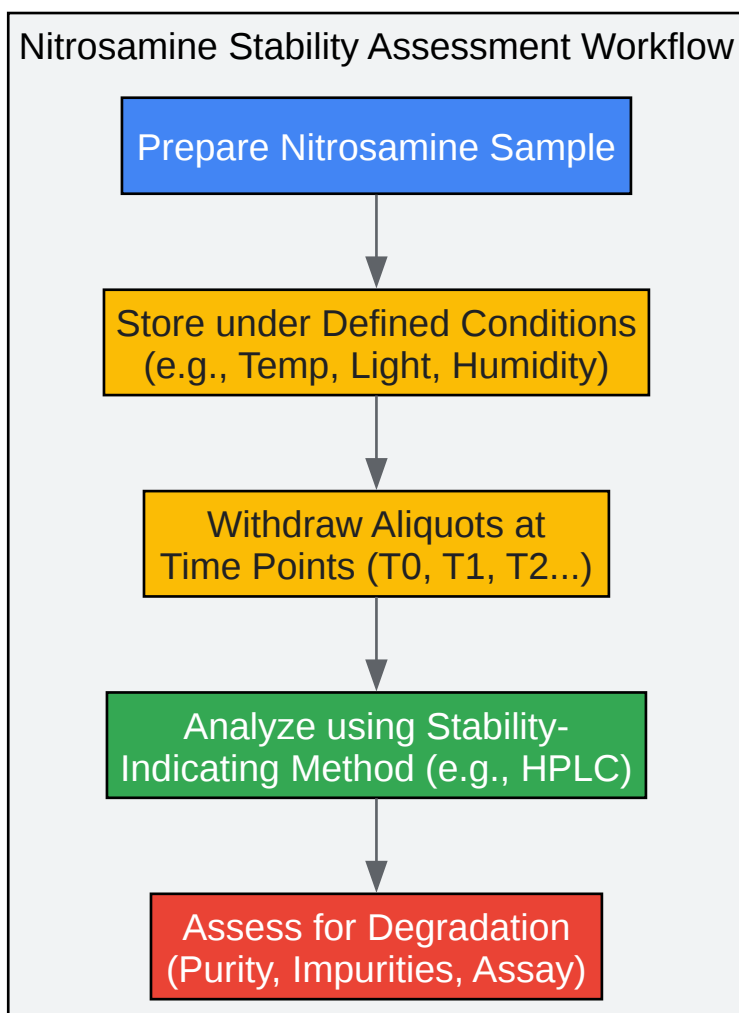 Nitrosamine Stability Assessment Workflow
Prepare Nitrosamine Sample
Store under Defined Conditions
(e.g., Temp, Light, Humidity)
Withdraw Aliquots at
Time Points (T0, T1, T2...)
Analyze using Stability-
Indicating Method (e.g., HPLC)
Assess for Degradation
(Purity, Impurities, Assay)